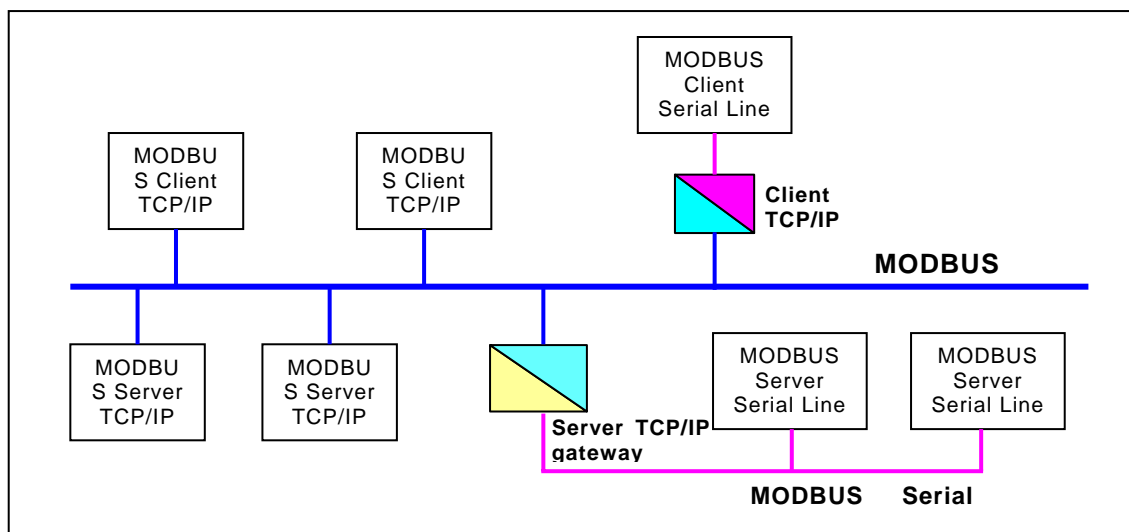 MODBUS
Client
Serial Line
MODBU
S Client
TCP/IP
MODBU
S Client
TCP/IP
Client
TCP/IP
MODBUS
MODBU
S Server
TCP/IP
MODBU
S Server
TCP/IP
Server TCP/IP
gateway
MODBUS
Server
Serial Line
MODBUS
Server
Serial Line
MODBUS Serial